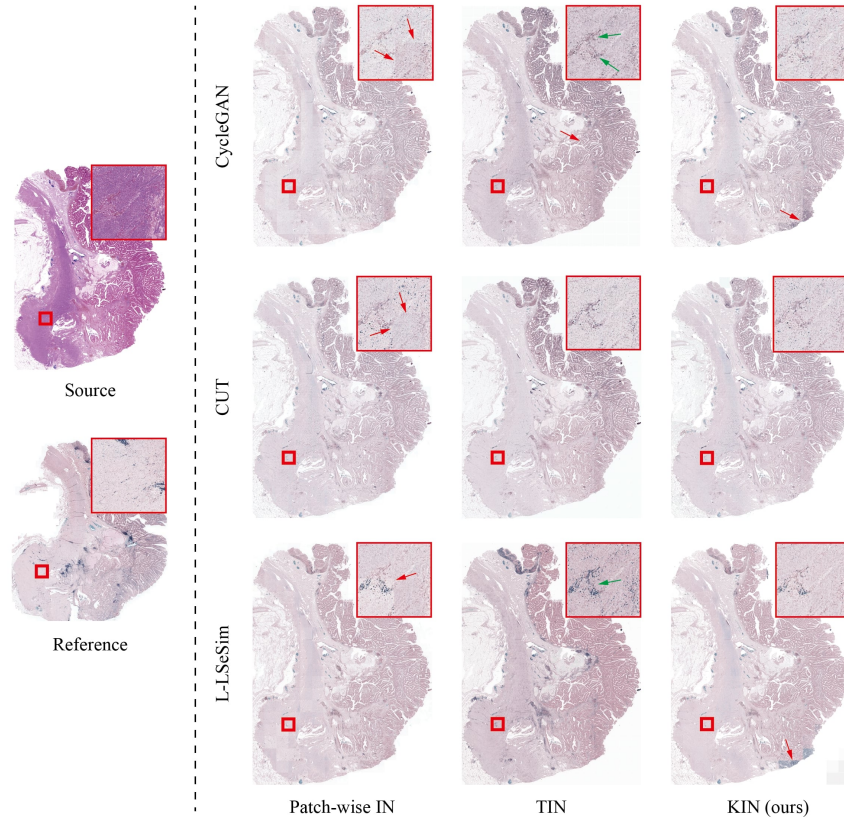 CycleGAN
Source
CUT
Reference
L-LSeSim
Patch-wise IN
TIN
KIN (ours)